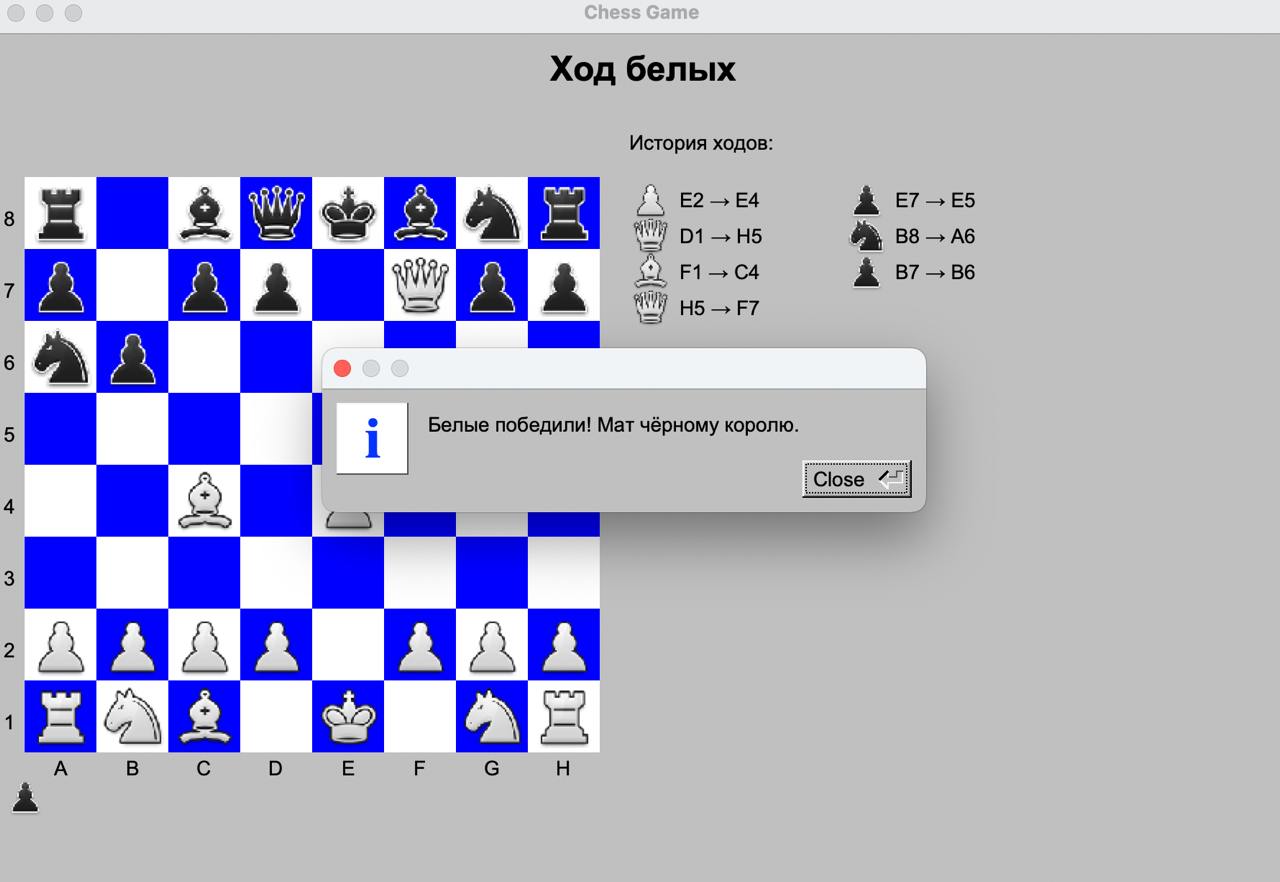 Chess Game
Ход белых
История ходов:
E2 → E4 E7 → E5
D1 → H5 B8 → A6
F1 → C4 B7 → B6
H5 → F7
8
7
6
5
4
3
2
1
A B C D E F G H
i
Белые победили! Мат чёрному королю.
Close